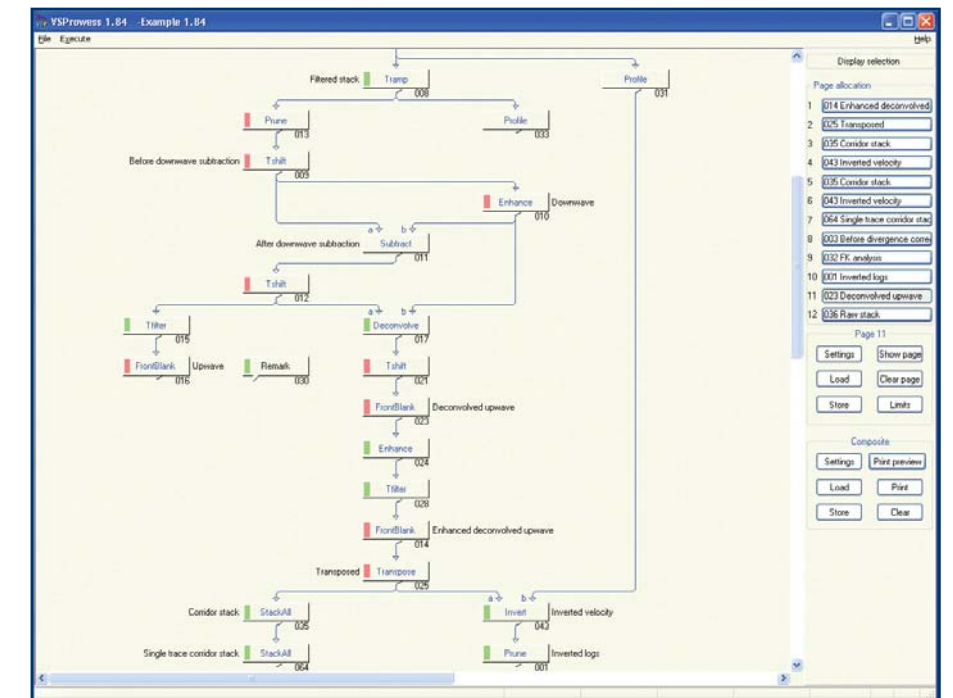 VSProwess 1.84 -Example 1.84
File Execute Help
Filtered stack Tramp
008
Profile
031
Prune
013
Profile
033
Before downwave subtraction Tshift
009
Enhance Downwave
010
a b
After downwave subtraction Subtract
011
Tshift
012
a b
Tfilter
015
Deconvolve
017
FrontBlank Upwave
016
Remark
030
Tshift
021
FrontBlank Deconvolved upwave
023
Enhance
024
Tfilter
028
FrontBlank Enhanced deconvolved upwave
014
Transposed Transpose
025
a b
Corridor stack StackAll
035
Invert Inverted velocity
043
Single trace corridor stack StackAll
064
Prune Inverted logs
001
Display selection
Page allocation
1 014 Enhanced deconvolved
2 025 Transposed
3 035 Corridor stack
4 043 Inverted velocity
5 035 Corridor stack
6 043 Inverted velocity
7 064 Single trace corridor stac
8 003 Before divergence corre
9 032 FK analysis
10 001 Inverted logs
11 023 Deconvolved upwave
12 036 Raw stack
Page 11
Settings Show page
Load Clear page
Store Limits
Composite
Settings Print preview
Load Print
Store Clear